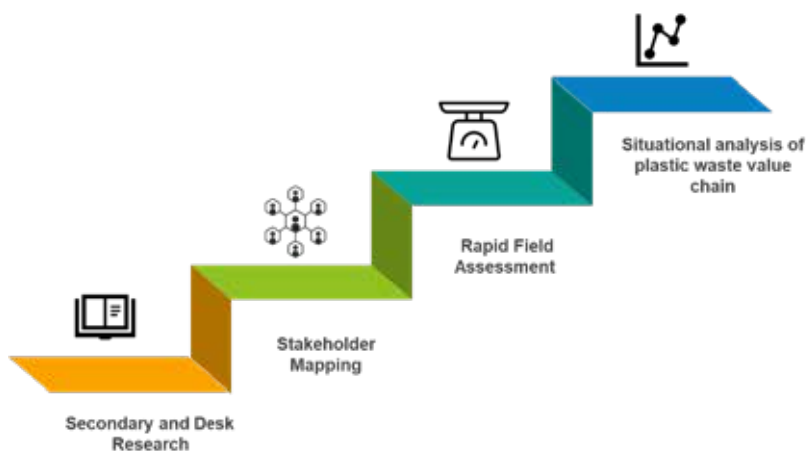 Situational analysis of
plastic waste value
chain
Rapid Field
Assessment
Stakeholder
Mapping
Secondary and Desk
Research